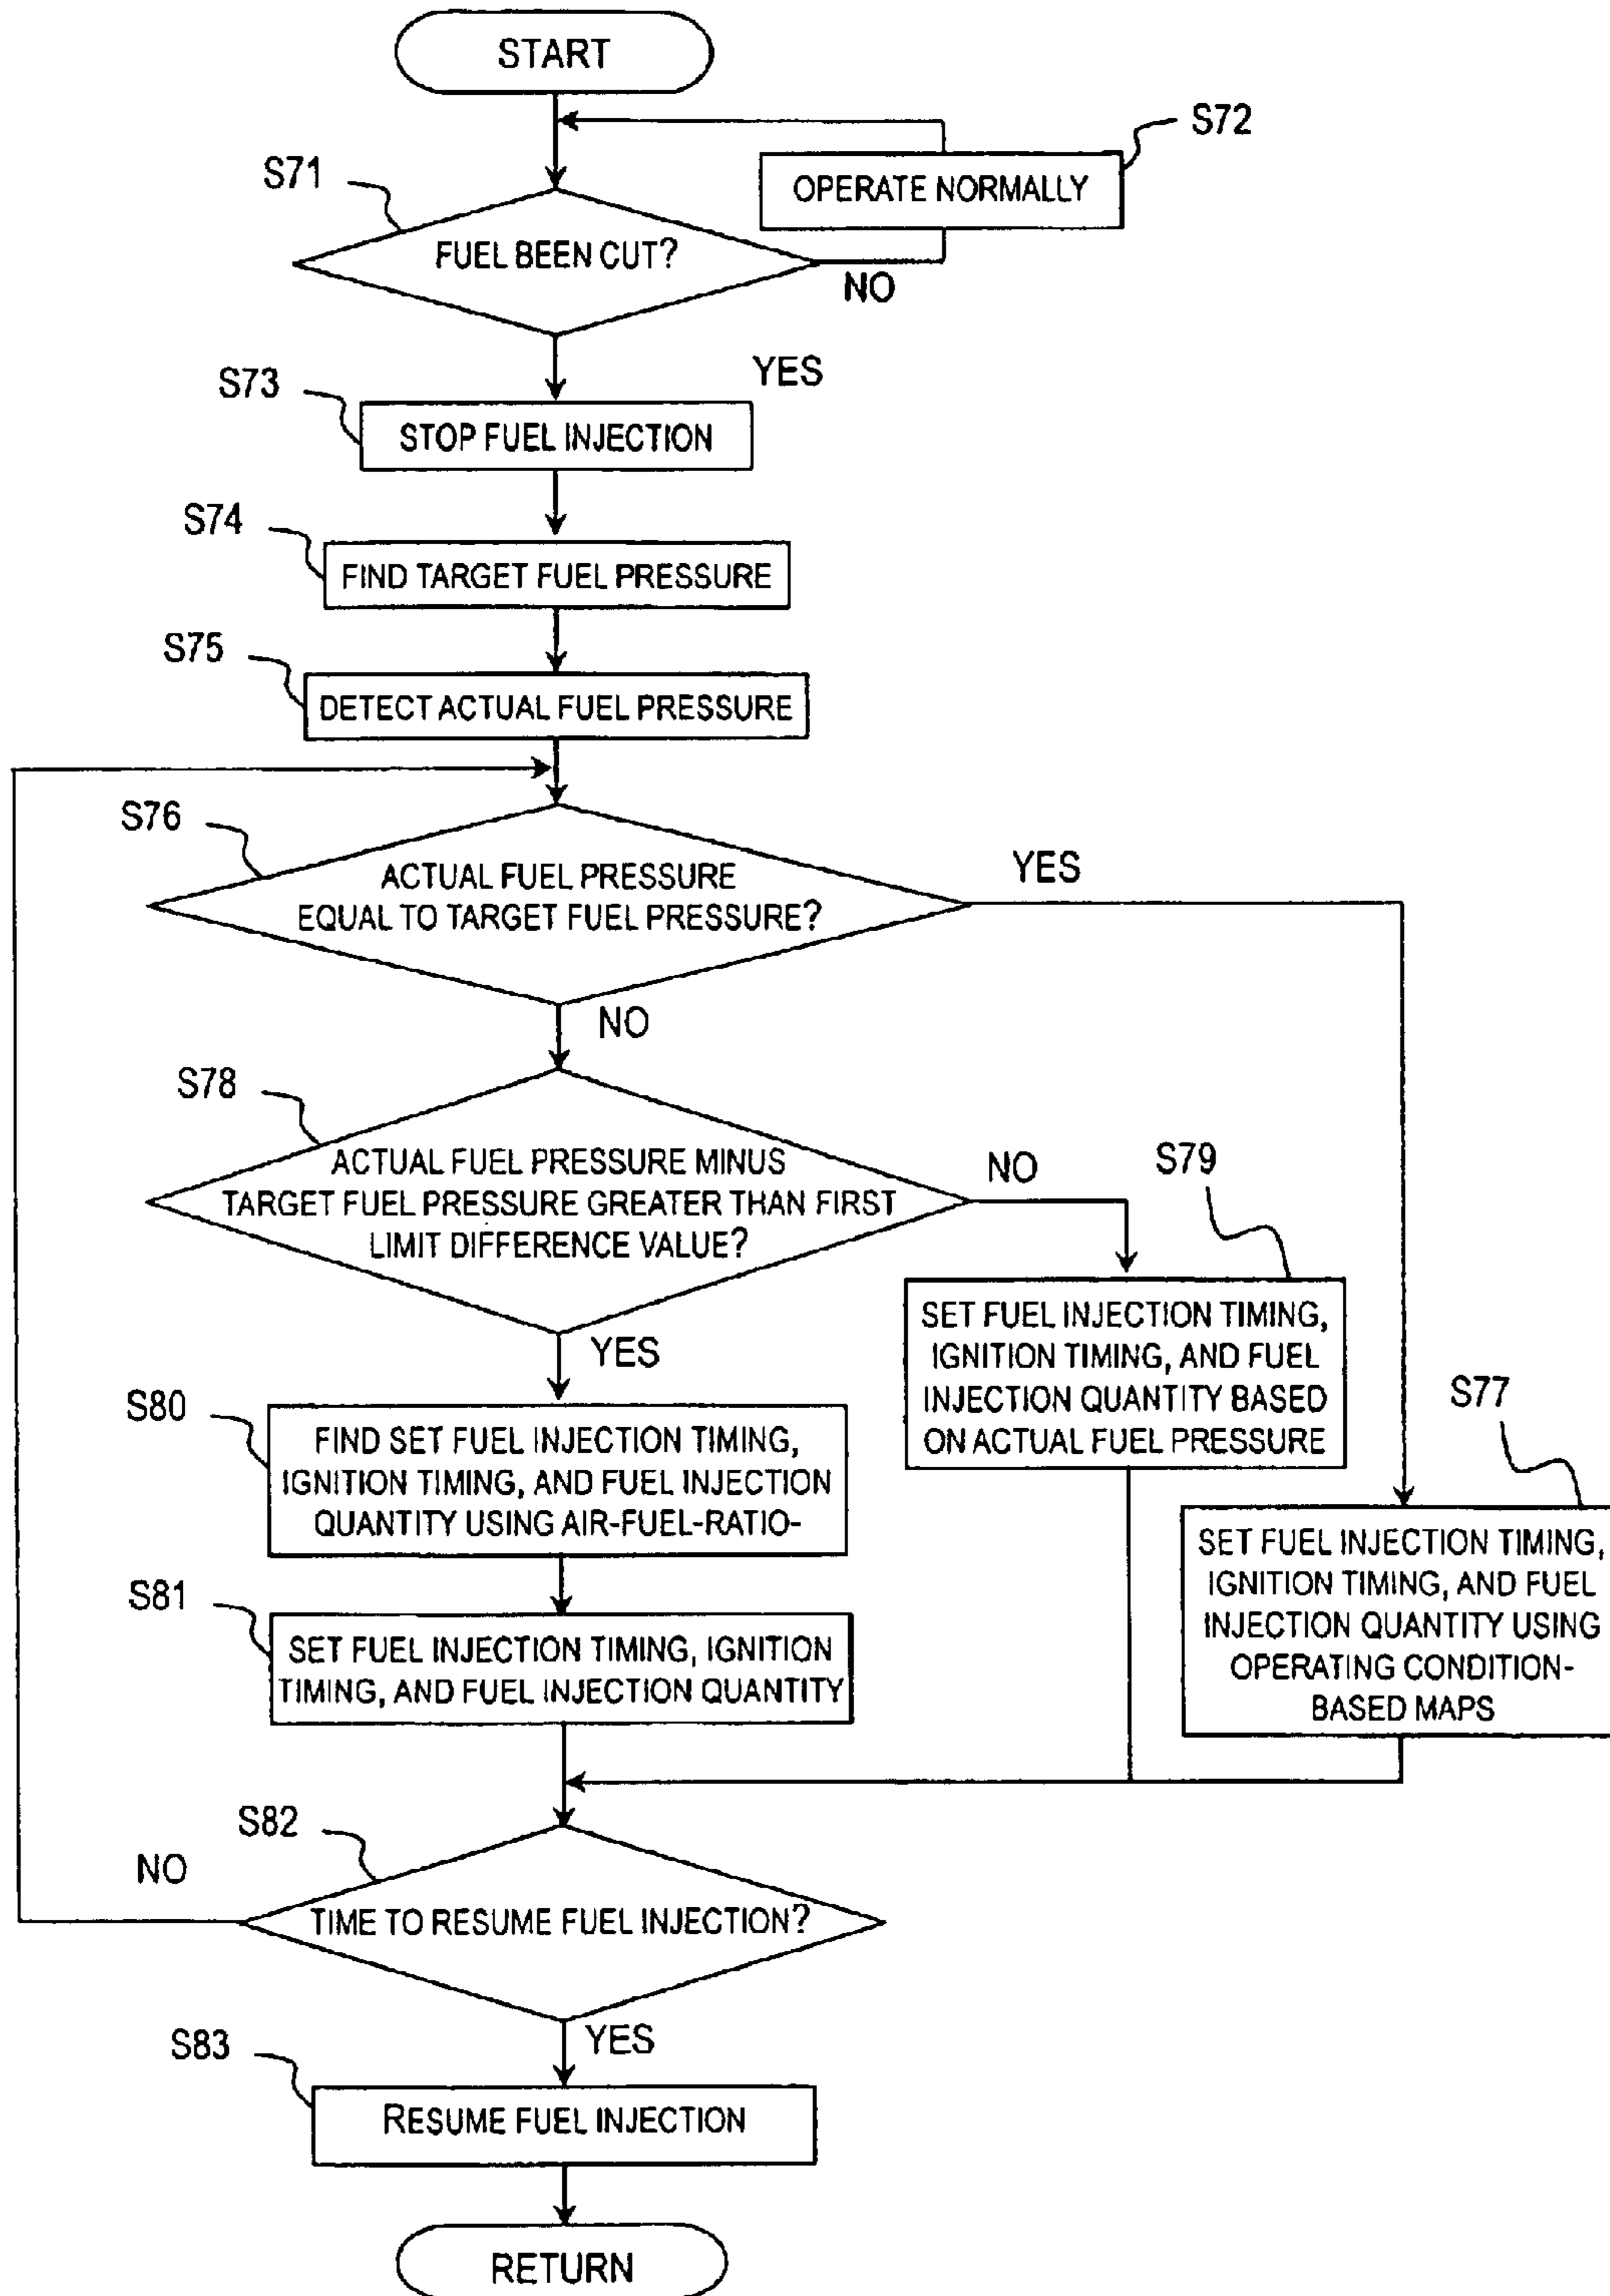 START
S72
OPERATE NORMALLY
S71
FUEL BEEN CUT?
NO
YES
S73
STOP FUEL INJECTION
S74
FIND TARGET FUEL PRESSURE
S75
DETECT ACTUAL FUEL PRESSURE
S76
ACTUAL FUEL PRESSURE
EQUAL TO TARGET FUEL PRESSURE?
YES
NO
S78
ACTUAL FUEL PRESSURE MINUS
TARGET FUEL PRESSURE GREATER THAN FIRST
LIMIT DIFFERENCE VALUE?
NO
S79
SET FUEL INJECTION TIMING,
IGNITION TIMING, AND FUEL
INJECTION QUANTITY BASED
ON ACTUAL FUEL PRESSURE
YES
S80
FIND SET FUEL INJECTION TIMING,
IGNITION TIMING, AND FUEL INJECTION
QUANTITY USING AIR-FUEL-RATIO-
S77
SET FUEL INJECTION TIMING,
IGNITION TIMING, AND FUEL
INJECTION QUANTITY USING
OPERATING CONDITION-
BASED MAPS
S81
SET FUEL INJECTION TIMING, IGNITION
TIMING, AND FUEL INJECTION QUANTITY
S82
NO
TIME TO RESUME FUEL INJECTION?
YES
S83
RESUME FUEL INJECTION
RETURN